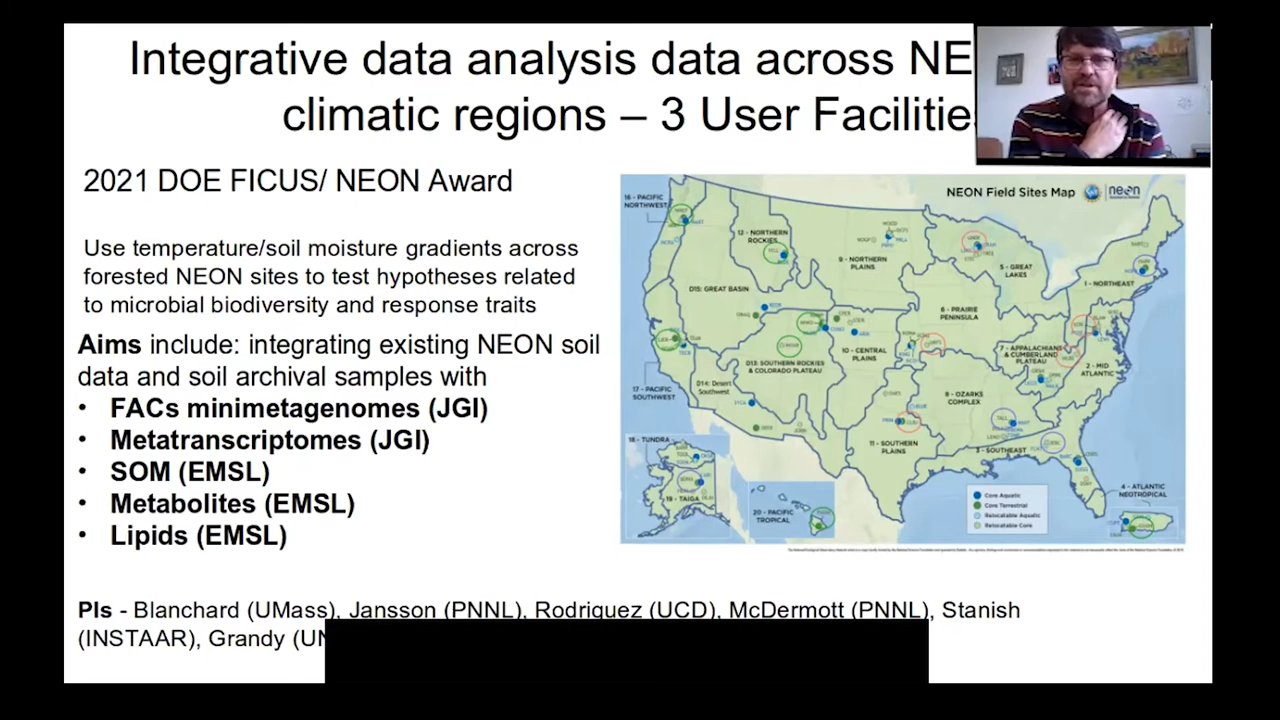 Integrative data analysis data across NE
climatic regions – 3 User Facilities
2021 DOE FICUS/ NEON Award
Use temperature/soil moisture gradients across
forested NEON sites to test hypotheses related
to microbial biodiversity and response traits
Aims include: integrating existing NEON soil
data and soil archival samples with
• FACs minimetagenomes (JGI)
• Metatranscriptomes (JGI)
• SOM (EMSL)
• Metabolites (EMSL)
• Lipids (EMSL)
NEON Field Sites Map
neon
16 - PACIFIC
NORTHWEST
12 - NORTHERN
ROCKIES
9 - NORTHERN
PLAINS
5 - GREAT
LAKES
1 - NORTHEAST
D15: GREAT BASIN
6 - PRAIRIE
PENINSULA
10 - CENTRAL
PLAINS
7 - APPALACHIANS
& CUMBERLAND
PLATEAU
2 - MID
ATLANTIC
D13: SOUTHERN ROCKIES
& COLORADO PLATEAU
17 - PACIFIC
SOUTHWEST
D14: Desert
Southwest
8 - OZARKS
COMPLEX
11 - SOUTHERN
PLAINS
3 - SOUTHEAST
18 - TUNDRA
19 - TAIGA
20 - PACIFIC
TROPICAL
4 - ATLANTIC
NEOTROPICAL
Core Aquatic
Core Terrestrial
Relocatable Aquatic
Relocatable Core
PIs - Blanchard (UMass), Jansson (PNNL), Rodriguez (UCD), McDermott (PNNL), Stanish
(INSTAAR), Grandy (UN